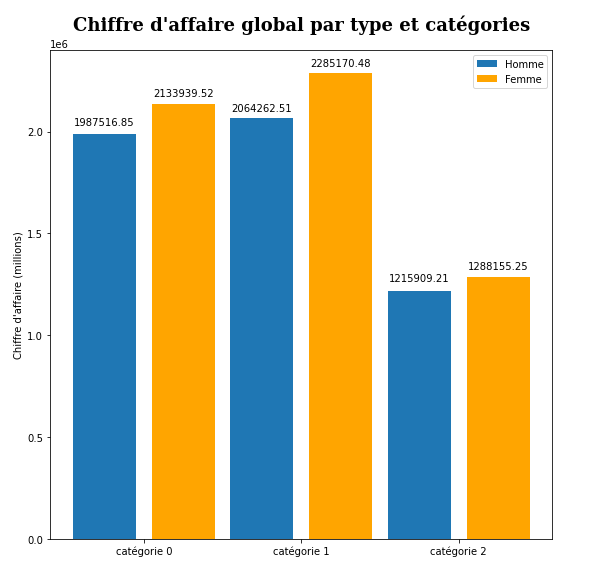 Chiffre d'affaire global par type et catégories
1e6
2285170.48
Homme
Femme
2133939.52
1987516.85
2064262.51
2.0
1.5
1288155.25
1215909.21
1.0
0.5
0.0
Chiffre d'affaire (millions)
catégorie 0
catégorie 1
catégorie 2